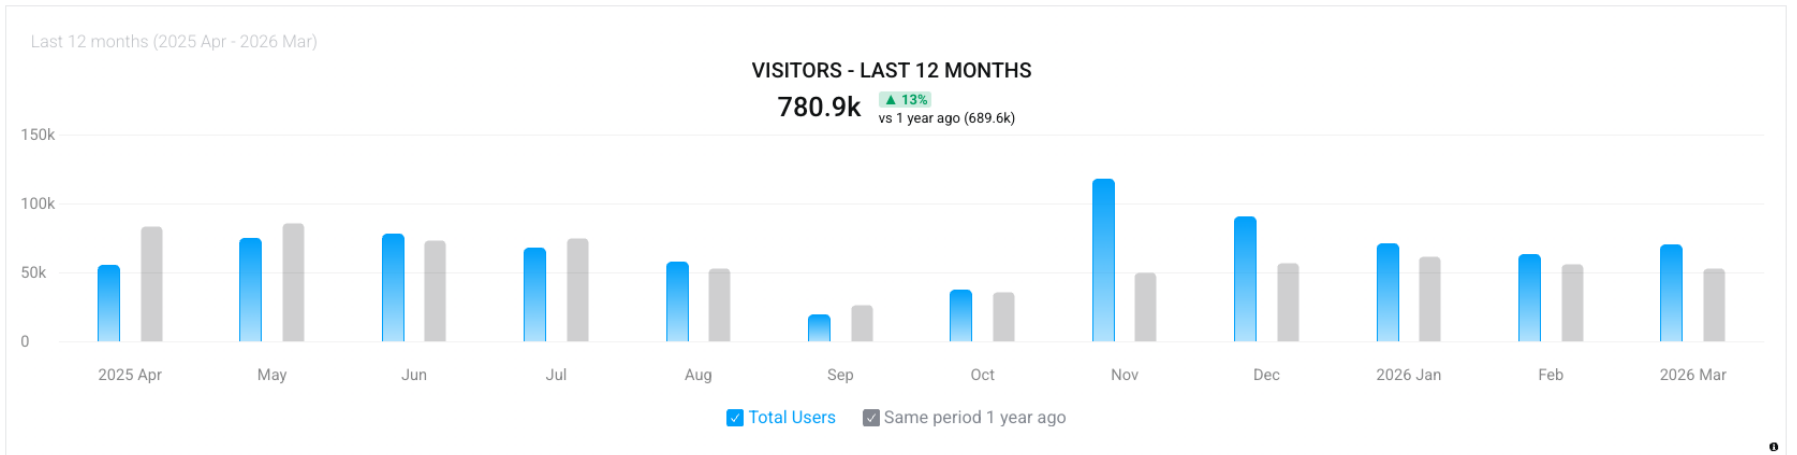 Last 12 months (2025 Apr - 2026 Mar)
VISITORS - LAST 12 MONTHS
780.9k
▲ 13%
vs 1 year ago (689.6k)
150k
100k
50k
0
2025 Apr May Jun Jul Aug Sep Oct Nov Dec 2026 Jan Feb 2026 Mar
Total Users Same period 1 year ago